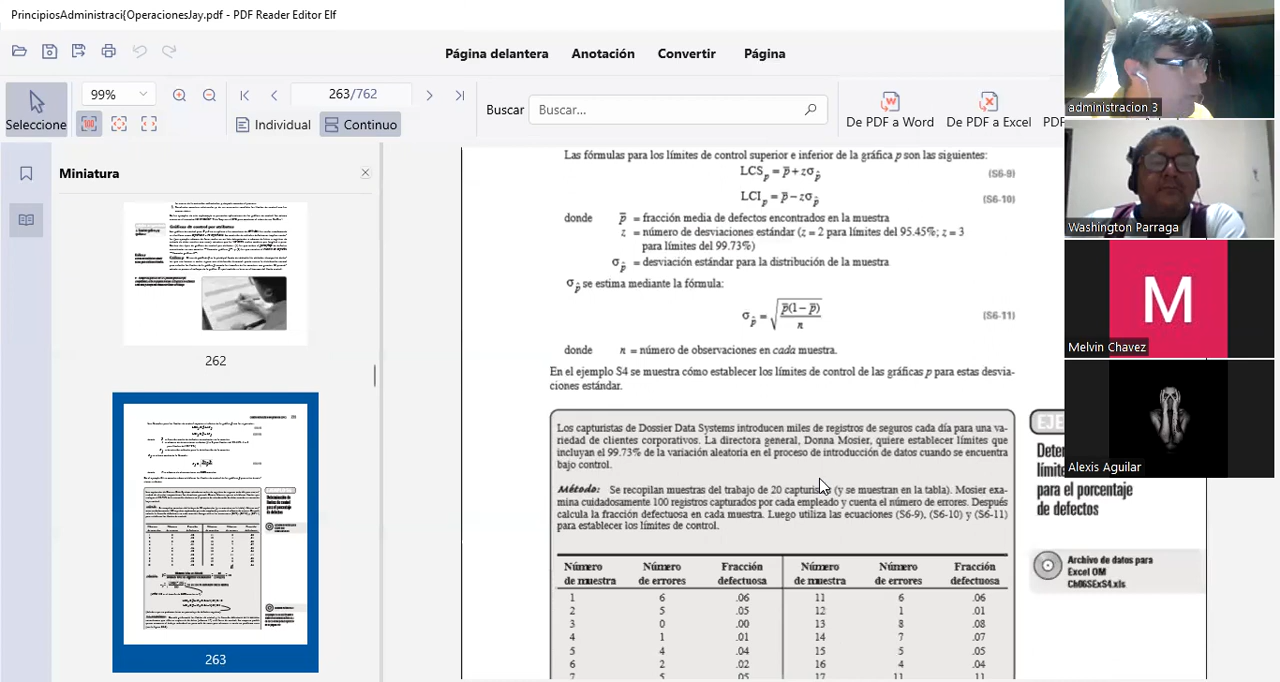 PrincipiosAdministraci{OperacionesJay.pdf - PDF Reader Editor Elf
Página delantera Anotación Convertir Página
Seleccione
99%
263/762
Individual Continuo
Buscar Buscar...
De PDF a Word De PDF a Excel PDF
Miniatura
262
263
Las fórmulas para los límites de control superior e inferior de la gráfica p son las siguientes:
LCSp = p̅ + zσp̂ (S6-9)
LCIp = p̅ − zσp̂ (S6-10)
donde p̅ = fracción media de defectos encontrados en la muestra
z = número de desviaciones estándar (z = 2 para límites del 95.45%; z = 3
para límites del 99.73%)
σp̂ = desviación estándar para la distribución de la muestra
σp̂ se estima mediante la fórmula:
σp̂ = √(p̅(1 − p̅)/n) (S6-11)
donde n = número de observaciones en cada muestra.
En el ejemplo S4 se muestra cómo establecer los límites de control de las gráficas p para estas desvia-
ciones estándar.
Los capturistas de Dossier Data Systems introducen miles de registros de seguros cada día para una va-
riedad de clientes corporativos. La directora general, Donna Mosier, quiere establecer límites que
incluyan el 99.73% de la variación aleatoria en el proceso de introducción de datos cuando se encuentra
bajo control.
Método: Se recopilan muestras del trabajo de 20 (y se muestran en la tabla). Mosier exa-
mina cuidadosamente 100 registros capturados por cada empleado y cuenta el número de errores. Después
calcula la fracción defectuosa en cada muestra. Luego utiliza las ecuaciones (S6-9), (S6-10) y (S6-11)
para establecer los límites de control.
Número Número Fracción Número Número Fracción
de muestra de errores defectuosa de muestra de errores defectuosa
1 6 .06 11 6 .06
2 5 .05 12 1 .01
3 0 .00 13 8 .08
4 1 .01 14 7 .07
5 4 .04 15 5 .05
6 2 .02 16 4 .04
7 5 .05 17 11 .11
para el porcentaje
de defectos
Archivo de datos para
Excel OM
Ch06SExS4.xls
administracion 3
Washington Parraga
M
Melvin Chavez
Alexis Aguilar